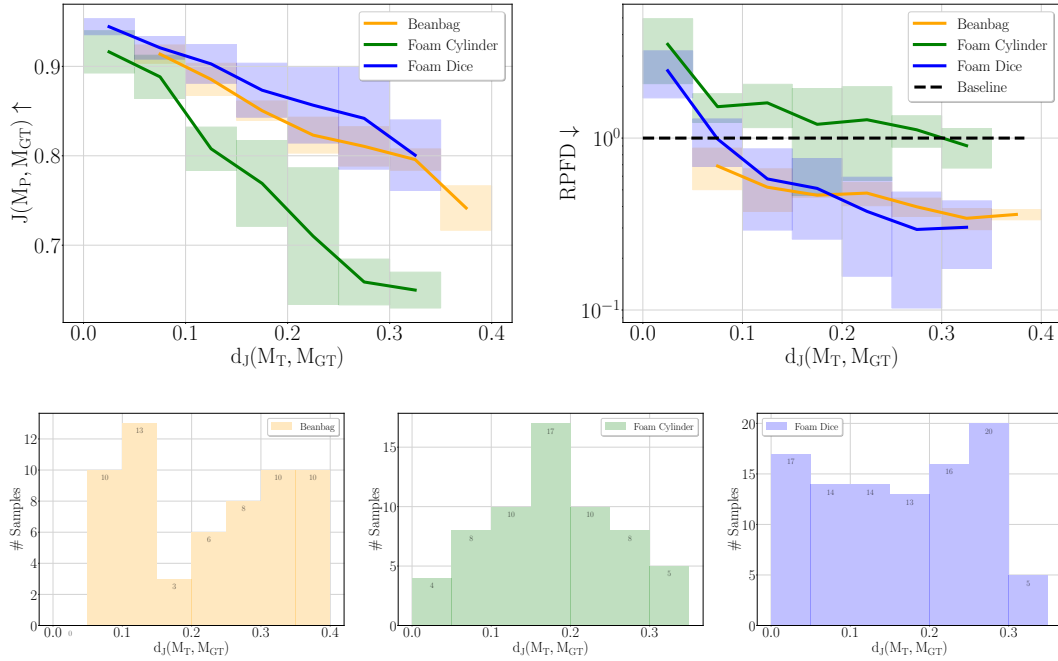 Beanbag
Foam Cylinder
Foam Dice
0.9
0.8
0.7
J(M_P, M_GT) ↑
0.0 0.1 0.2 0.3 0.4
d_J(M_T, M_GT)
Beanbag
Foam Cylinder
Foam Dice
Baseline
10^0
10^-1
RPFD ↓
0.0 0.1 0.2 0.3 0.4
d_J(M_T, M_GT)
Beanbag
12
10
8
6
4
2
0
# Samples
0 10 13 3 6 8 10 10
0.0 0.1 0.2 0.3 0.4
d_J(M_T, M_GT)
Foam Cylinder
15
10
5
0
# Samples
4 8 10 17 10 8 5
0.0 0.1 0.2 0.3
d_J(M_T, M_GT)
Foam Dice
20
15
10
5
0
# Samples
17 14 14 13 16 20 5
0.0 0.1 0.2 0.3
d_J(M_T, M_GT)